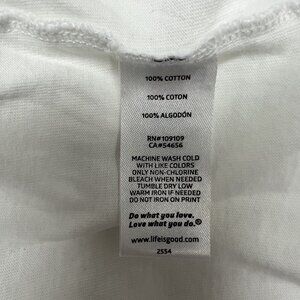 100% COTTON
100% COTON
100% ALGODÓN
RN#109109
CA#54656
MACHINE WASH COLD
WITH LIKE COLORS
ONLY NON-CHLORINE
BLEACH WHEN NEEDED
TUMBLE DRY LOW
WARM IRON IF NEEDED
DO NOT IRON ON PRINT
Do what you love.
Love what you do.®
www.lifeisgood.com
2554